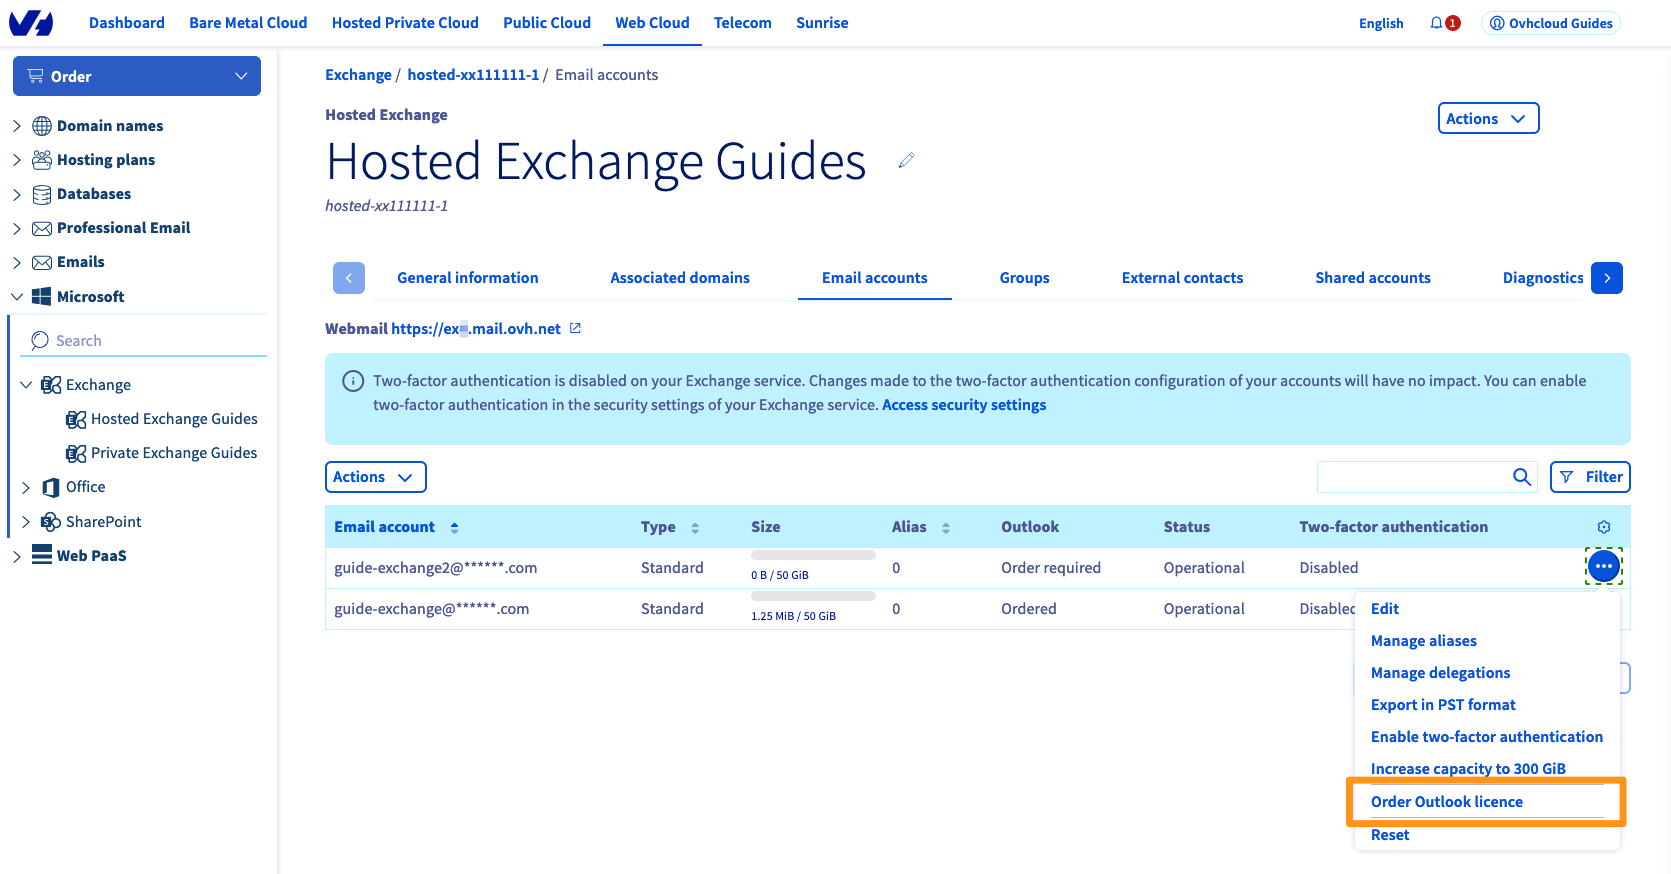 Dashboard Bare Metal Cloud Hosted Private Cloud Public Cloud Web Cloud Telecom Sunrise English 1 Ovhcloud Guides
Order
Domain names
Hosting plans
Databases
Professional Email
Emails
Microsoft
Search
Exchange
Hosted Exchange Guides
Private Exchange Guides
Office
SharePoint
Web PaaS
Exchange / hosted-xx111111-1 / Email accounts
Hosted Exchange
Actions
Hosted Exchange Guides
hosted-xx111111-1
General information Associated domains Email accounts Groups External contacts Shared accounts Diagnostics
Webmail https://ex .mail.ovh.net
Two-factor authentication is disabled on your Exchange service. Changes made to the two-factor authentication configuration of your accounts will have no impact. You can enable
two-factor authentication in the security settings of your Exchange service. Access security settings
Actions Filter
Email account Type Size Alias Outlook Status Two-factor authentication
guide-exchange2@******.com Standard 0 B / 50 GiB 0 Order required Operational Disabled
guide-exchange@******.com Standard 1.25 MiB / 50 GiB 0 Ordered Operational Disabled
Edit
Manage aliases
Manage delegations
Export in PST format
Enable two-factor authentication
Increase capacity to 300 GiB
Order Outlook licence
Reset